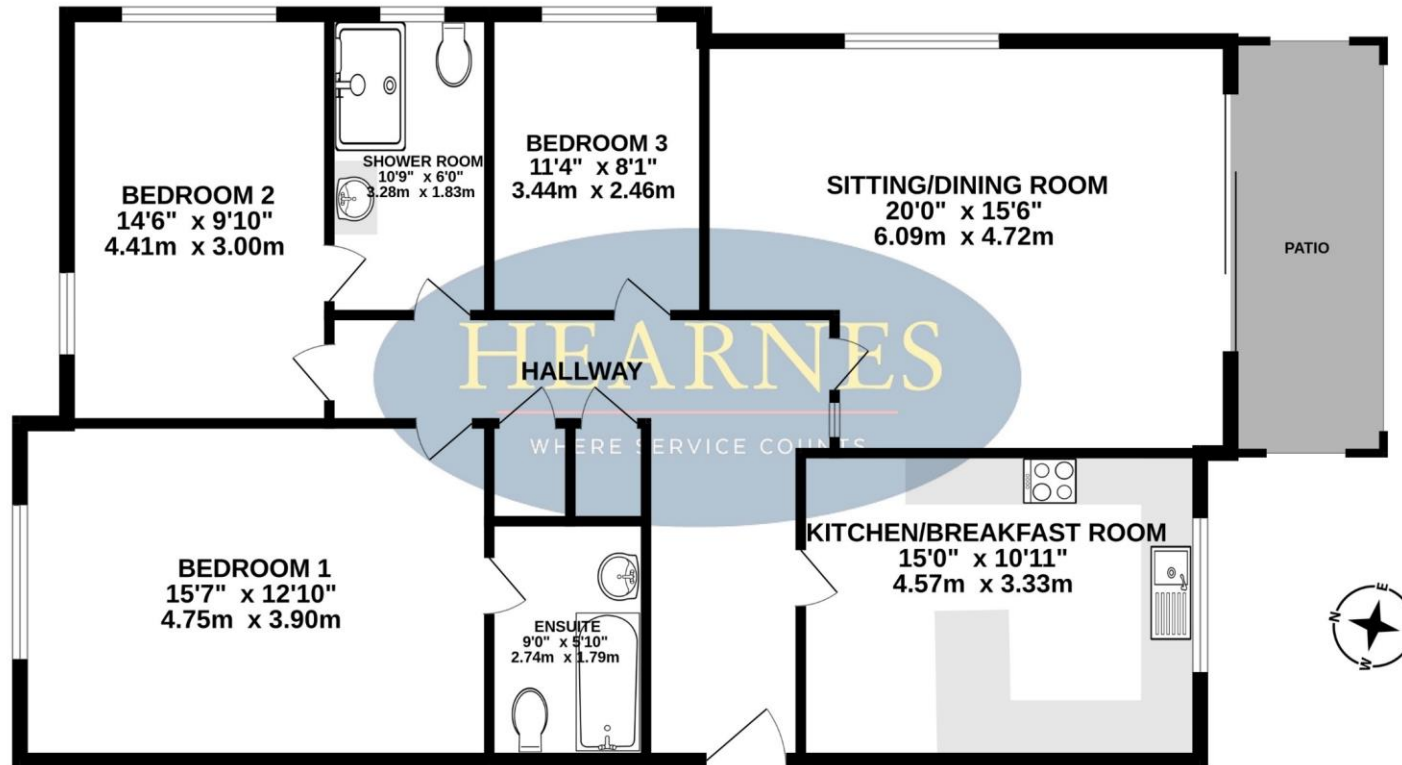 BEDROOM 2
14'6" x 9'10"
4.41m x 3.00m
SHOWER ROOM
10'9" x 6'0"
3.28m x 1.83m
BEDROOM 3
11'4" x 8'1"
3.44m x 2.46m
SITTING/DINING ROOM
20'0" x 15'6"
6.09m x 4.72m
PATIO
HEARNES
HALLWAY
WHERE SERVICE COUNTS
BEDROOM 1
15'7" x 12'10"
4.75m x 3.90m
ENSUITE
9'0" x 5'10"
2.74m x 1.79m
KITCHEN/BREAKFAST ROOM
15'0" x 10'11"
4.57m x 3.33m
N
E
W